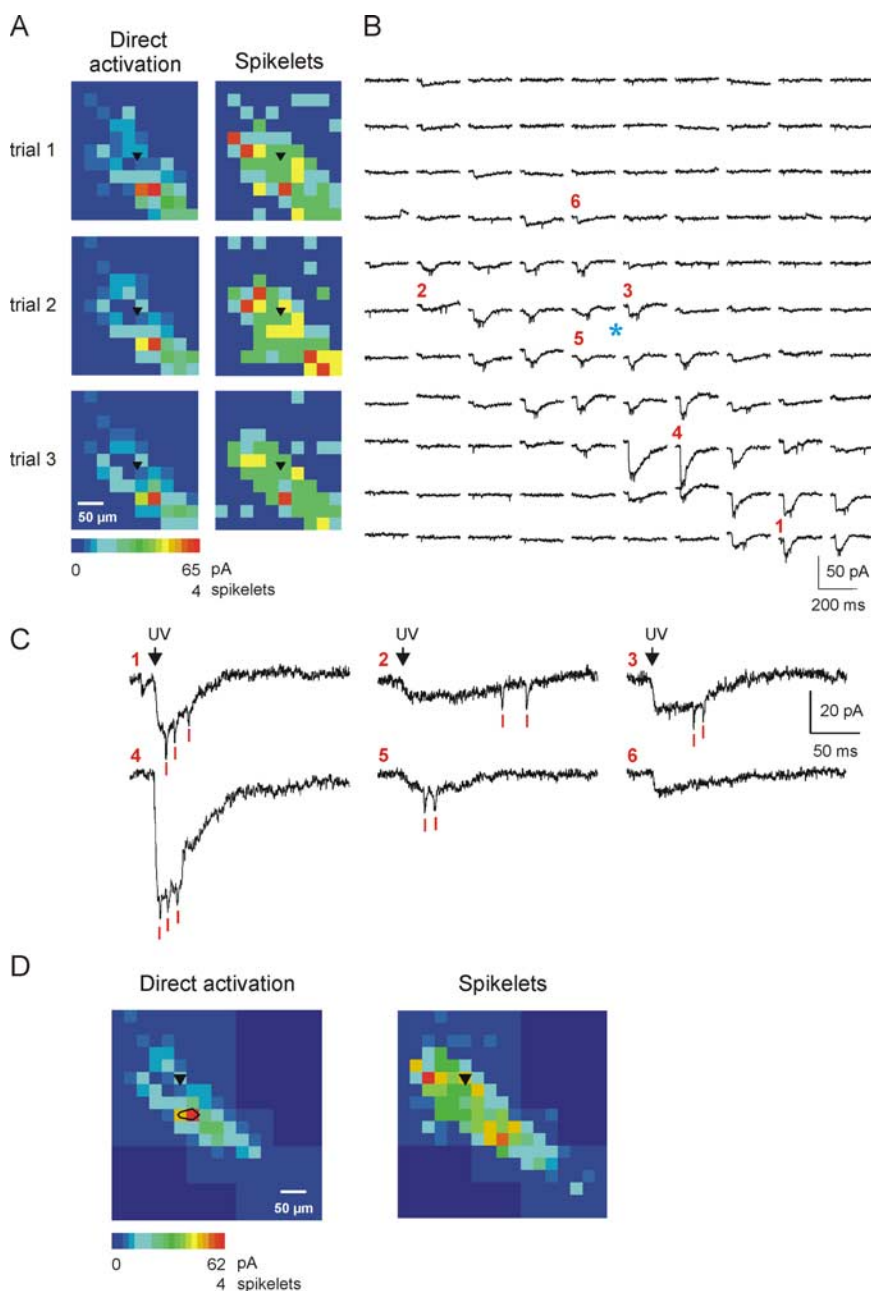 A
Direct activation
Spikelets
trial 1
trial 2
trial 3
50 µm
0 65 pA
4 spikelets
B
6
2
3
*
5
4
1
50 pA
200 ms
C
UV
UV
UV
1
2
3
20 pA
50 ms
4
5
6
D
Direct activation
Spikelets
50 µm
0 62 pA
4 spikelets